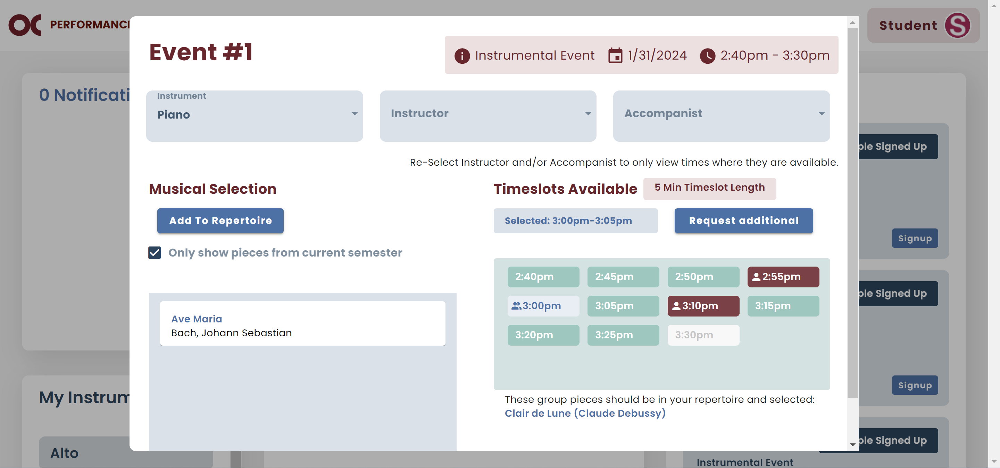 OC PERFORMANC
Student S
Event #1
Instrumental Event 1/31/2024 2:40pm - 3:30pm
0 Notificati
Instrument
Piano
Instructor
Accompanist
ple Signed Up
Re-Select Instructor and/or Accompanist to only view times where they are available.
Musical Selection
Timeslots Available 5 Min Timeslot Length
Add To Repertoire
Selected: 3:00pm-3:05pm
Request additional
Signup
Only show pieces from current semester
2:40pm 2:45pm 2:50pm 2:55pm
3:00pm 3:05pm 3:10pm 3:15pm
3:20pm 3:25pm 3:30pm
ple Signed Up
Ave Maria
Bach, Johann Sebastian
Signup
These group pieces should be in your repertoire and selected:
Clair de Lune (Claude Debussy)
My Instrum
Alto
ple Signed Up
Instrumental Event